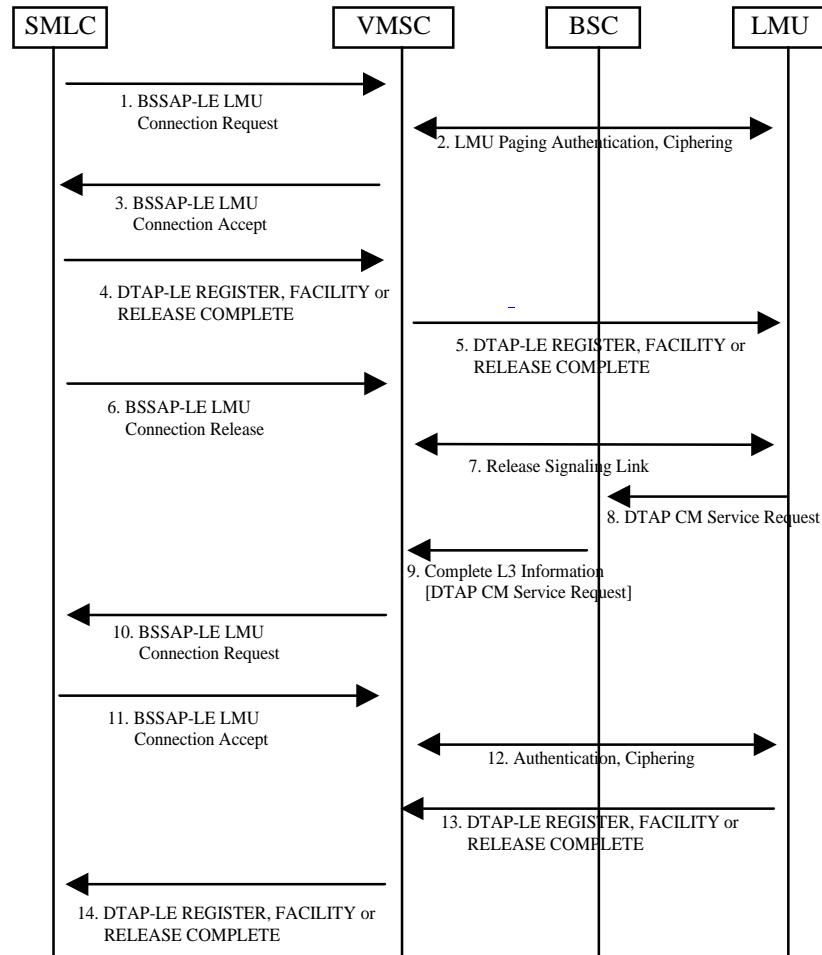 SMLC VMSC BSC LMU
1. BSSAP-LE LMU
Connection Request
2. LMU Paging Authentication, Ciphering
3. BSSAP-LE LMU
Connection Accept
4. DTAP-LE REGISTER, FACILITY or
RELEASE COMPLETE
5. DTAP-LE REGISTER, FACILITY or
RELEASE COMPLETE
6. BSSAP-LE LMU
Connection Release
7. Release Signaling Link
8. DTAP CM Service Request
9. Complete L3 Information
[DTAP CM Service Request]
10. BSSAP-LE LMU
Connection Request
11. BSSAP-LE LMU
Connection Accept
12. Authentication, Ciphering
13. DTAP-LE REGISTER, FACILITY or
RELEASE COMPLETE
14. DTAP-LE REGISTER, FACILITY or
RELEASE COMPLETE